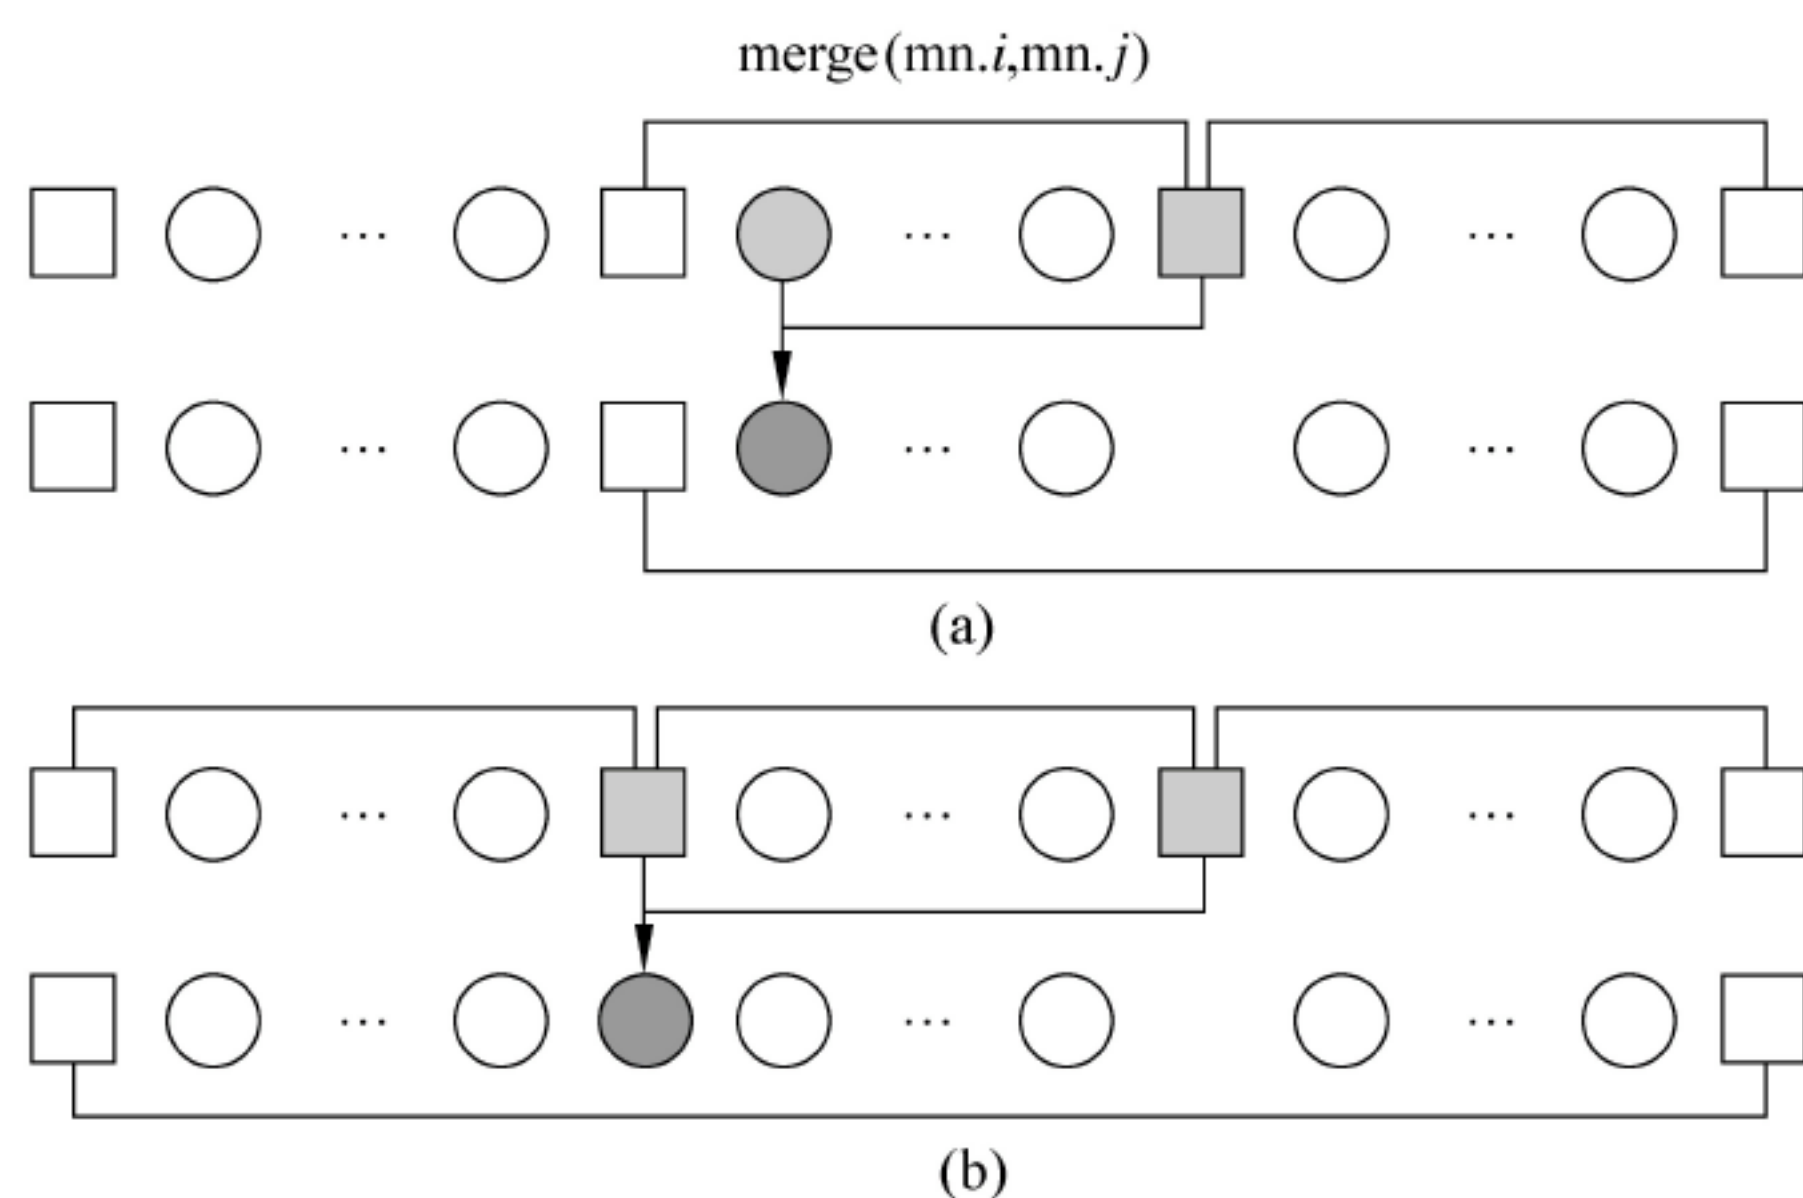 merge(mn.i,mn.j)
… … …
… … …
(a)
… … …
… … …
(b)